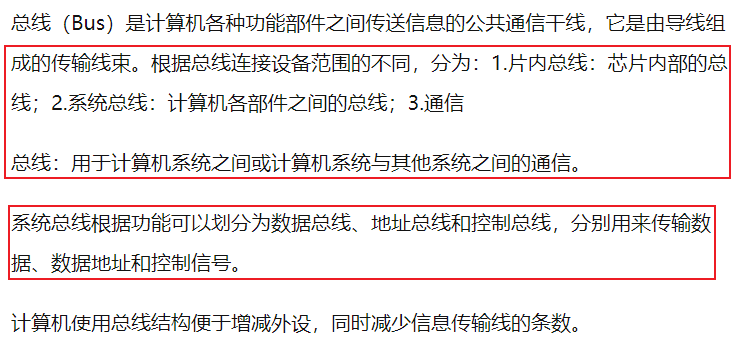 总线（Bus）是计算机各种功能部件之间传送信息的公共通信干线，它是由导线组
成的传输线束。根据总线连接设备范围的不同，分为：1.片内总线：芯片内部的总
线；2.系统总线：计算机各部件之间的总线；3.通信
总线：用于计算机系统之间或计算机系统与其他系统之间的通信。
系统总线根据功能可以划分为数据总线、地址总线和控制总线，分别用来传输数
据、数据地址和控制信号。
计算机使用总线结构便于增减外设，同时减少信息传输线的条数。